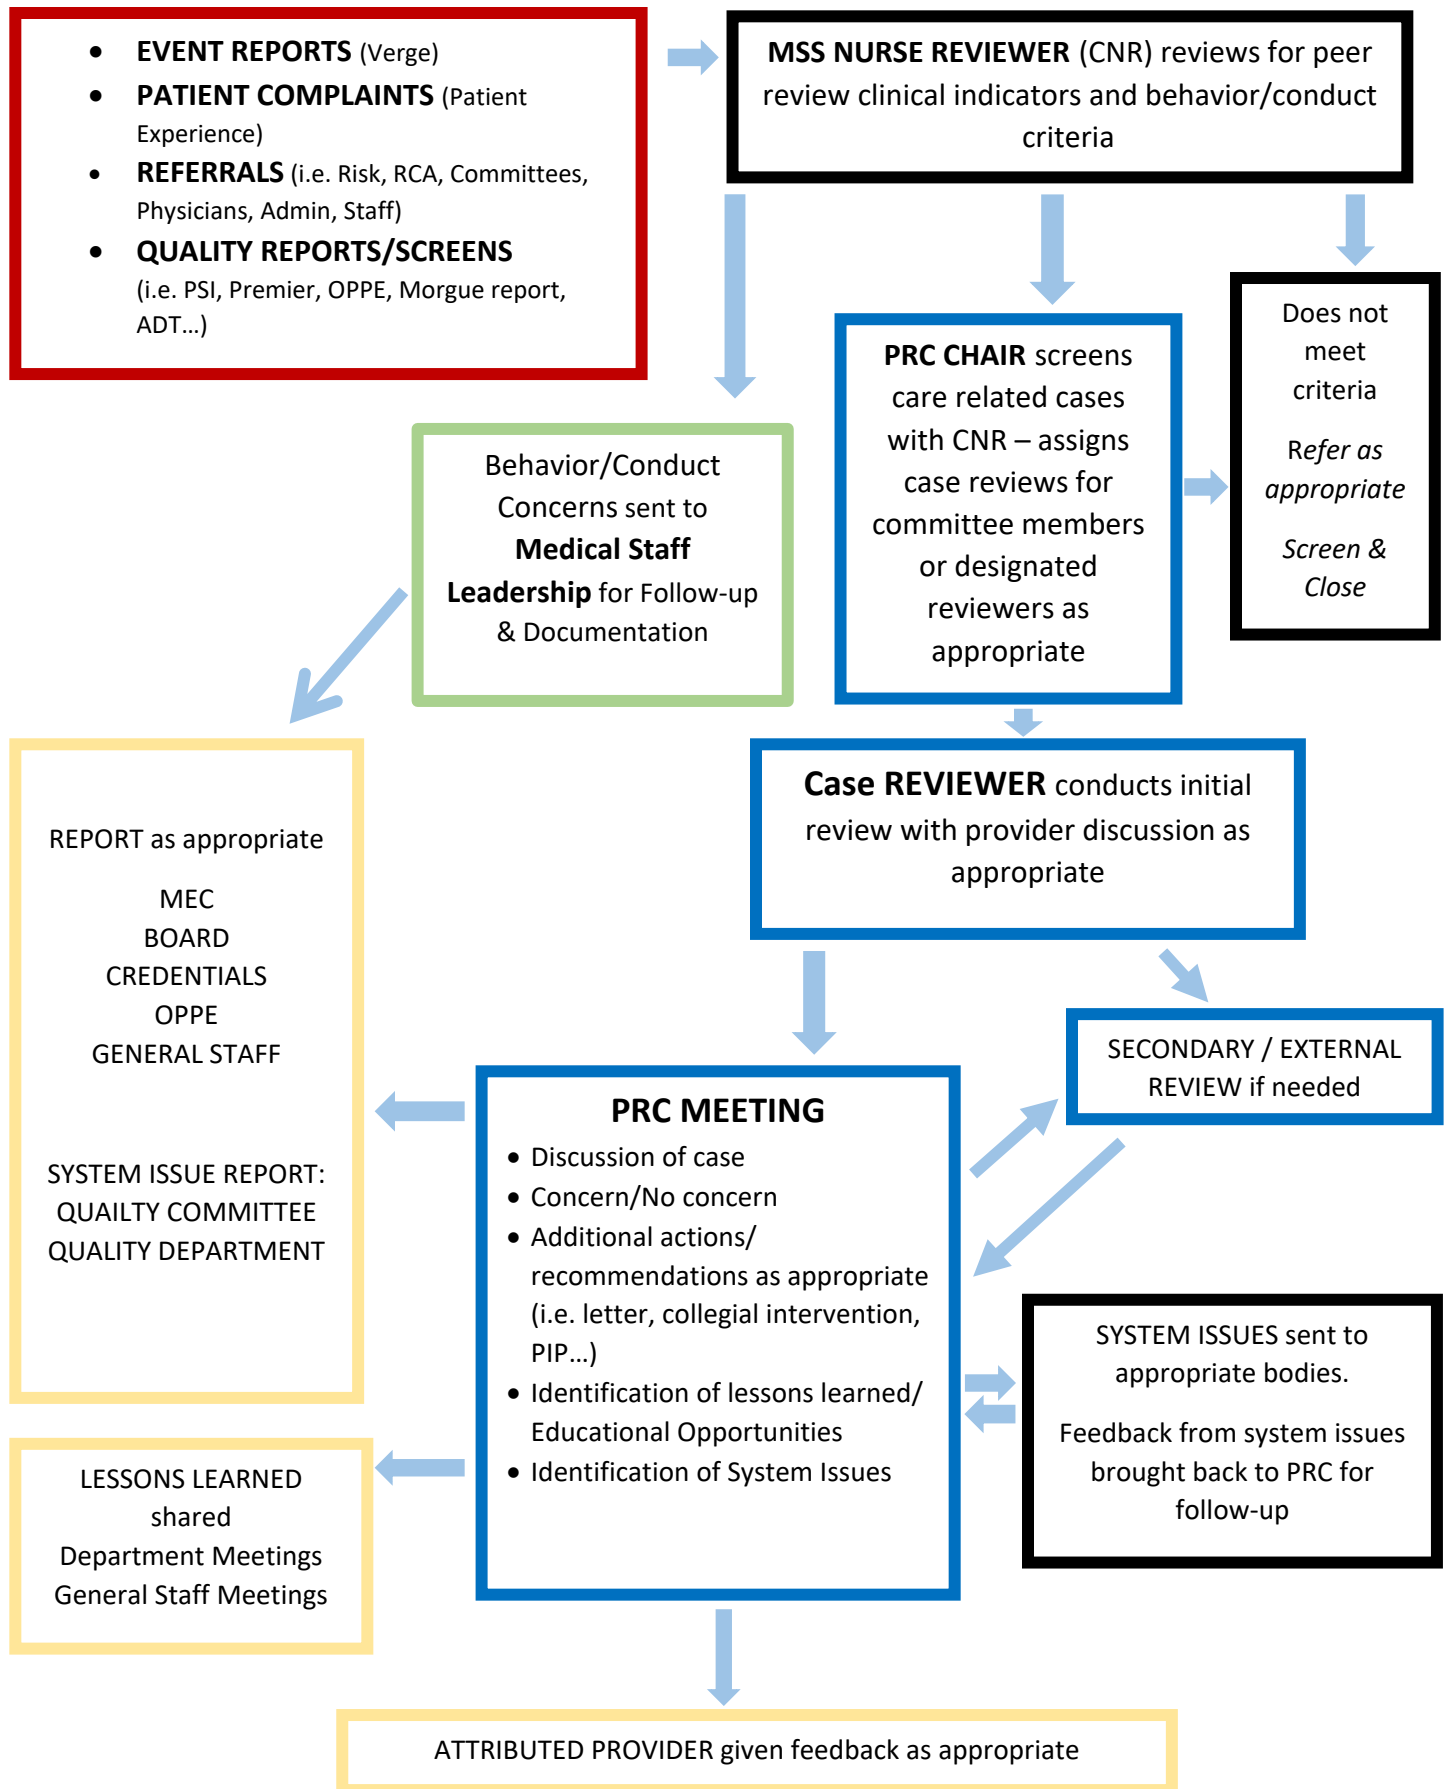 • EVENT REPORTS (Verge)
• PATIENT COMPLAINTS (Patient
Experience)
• REFERRALS (i.e. Risk, RCA, Committees,
Physicians, Admin, Staff)
• QUALITY REPORTS/SCREENS
(i.e. PSI, Premier, OPPE, Morgue report,
ADT...)
MSS NURSE REVIEWER (CNR) reviews for peer
review clinical indicators and behavior/conduct
criteria
Does not
meet
criteria
Refer as
appropriate
Screen &
Close
PRC CHAIR screens
care related cases
with CNR – assigns
case reviews for
committee members
or designated
reviewers as
appropriate
Behavior/Conduct
Concerns sent to
Medical Staff
Leadership for Follow-up
& Documentation
Case REVIEWER conducts initial
review with provider discussion as
appropriate
REPORT as appropriate
MEC
BOARD
CREDENTIALS
OPPE
GENERAL STAFF
SYSTEM ISSUE REPORT:
QUAILTY COMMITTEE
QUALITY DEPARTMENT
SECONDARY / EXTERNAL
REVIEW if needed
PRC MEETING
• Discussion of case
• Concern/No concern
• Additional actions/
recommendations as appropriate
(i.e. letter, collegial intervention,
PIP...)
• Identification of lessons learned/
Educational Opportunities
• Identification of System Issues
SYSTEM ISSUES sent to
appropriate bodies.
Feedback from system issues
brought back to PRC for
follow-up
LESSONS LEARNED
shared
Department Meetings
General Staff Meetings
ATTRIBUTED PROVIDER given feedback as appropriate